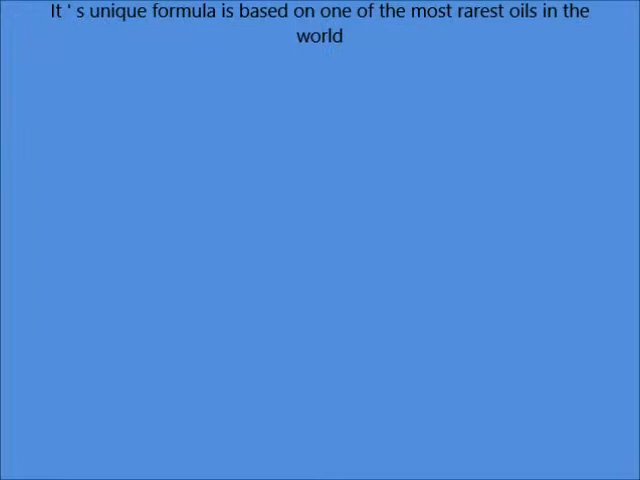 It ' s unique formula is based on one of the most rarest oils in the
world